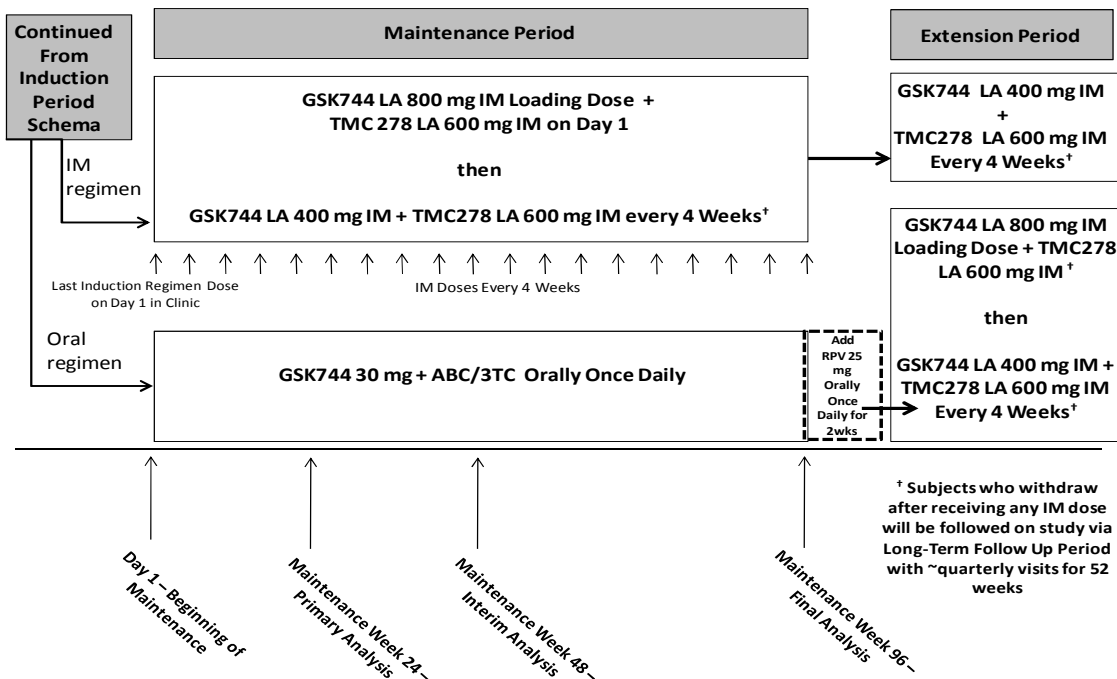 Continued
From
Induction
Period
Schema
Maintenance Period
Extension Period
IM
regimen
GSK744 LA 800 mg IM Loading Dose +
TMC 278 LA 600 mg IM on Day 1
then
GSK744 LA 400 mg IM + TMC278 LA 600 mg IM every 4 Weeks†
GSK744 LA 400 mg IM
+
TMC278 LA 600 mg IM
Every 4 Weeks†
Last Induction Regimen Dose
on Day 1 in Clinic
IM Doses Every 4 Weeks
Oral
regimen
GSK744 30 mg + ABC/3TC Orally Once Daily
Add
RPV 25
mg
Orally
Once
Daily for
2wks
GSK744 LA 800 mg IM
Loading Dose + TMC278
LA 600 mg IM †
then
GSK744 LA 400 mg IM +
TMC278 LA 600 mg IM
Every 4 Weeks†
Day 1 – Beginning of
Maintenance
Maintenance Week 24 –
Primary Analysis
Maintenance Week 48 –
Interim Analysis
Maintenance Week 96 –
Final Analysis
† Subjects who withdraw
after receiving any IM dose
will be followed on study via
Long-Term Follow Up Period
with ~quarterly visits for 52
weeks